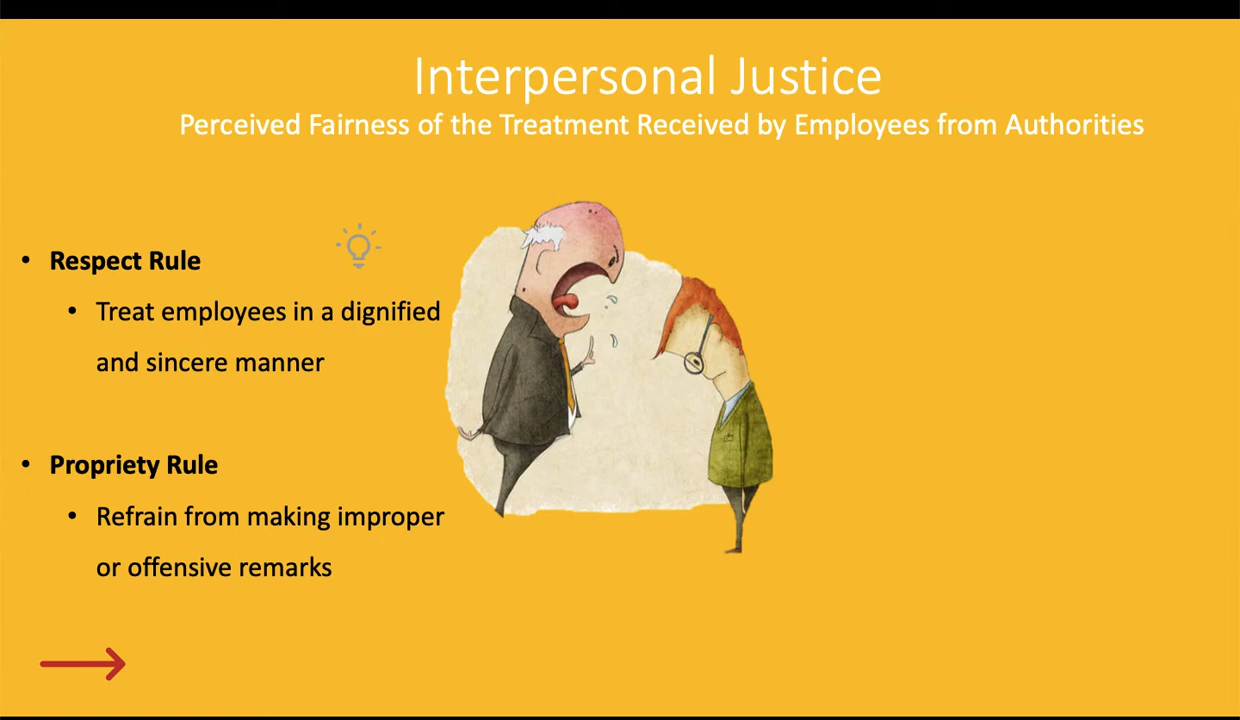 Interpersonal Justice
Perceived Fairness of the Treatment Received by Employees from Authorities
• Respect Rule
• Treat employees in a dignified
and sincere manner
• Propriety Rule
• Refrain from making improper
or offensive remarks